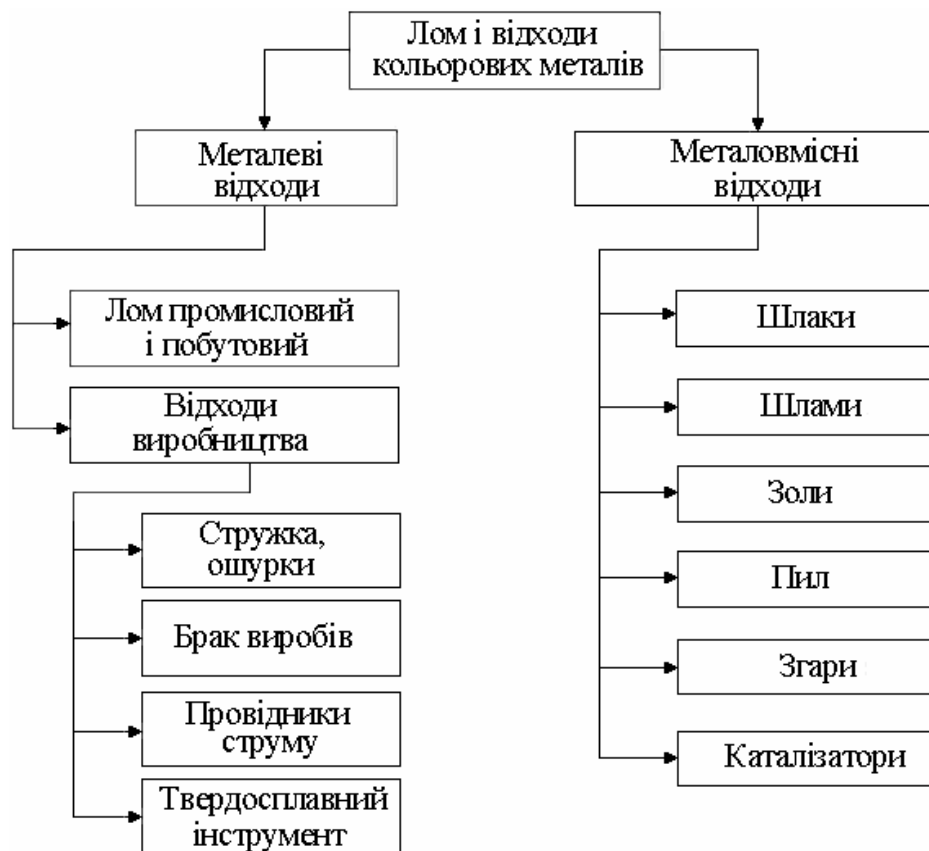 Лом і відходи
кольорових металів
Металеві
відходи
Металовмісні
відходи
Лом промисловий
і побутовий
Відходи
виробництва
Стружка,
ошурки
Брак виробів
Провідники
струму
Твердосплавний
інструмент
Шлаки
Шлами
Золи
Пил
Згари
Каталізатори